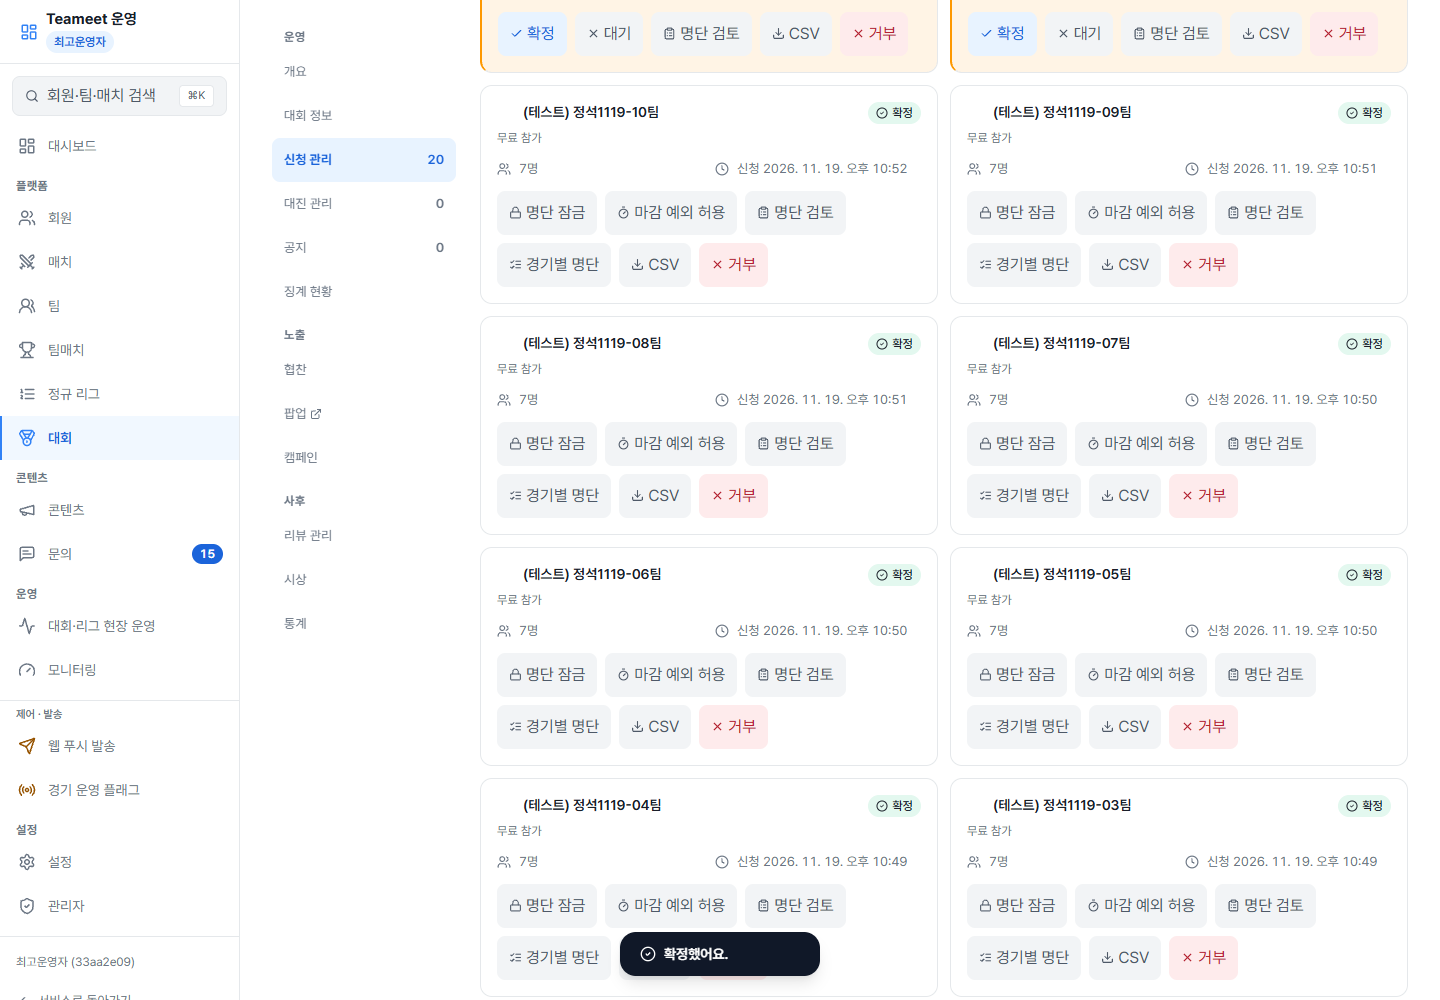 Teameet 운영
최고운영자
회원·팀·매치 검색
⌘K
대시보드
플랫폼
회원
매치
팀
팀매치
정규 리그
대회
콘텐츠
콘텐츠
문의
15
운영
대회·리그 현장 운영
모니터링
제어 · 발송
웹 푸시 발송
경기 운영 플래그
설정
설정
관리자
최고운영자 (33aa2e09)
서비스로 돌아가기
운영
개요
대회 정보
신청 관리 20
대진 관리 0
공지 0
징계 현황
노출
협찬
팝업
캠페인
사후
리뷰 관리
시상
통계
확정 대기 명단 검토 CSV 거부
확정 대기 명단 검토 CSV 거부
(테스트) 정석1119-10팀 확정
무료 참가
7명 신청 2026. 11. 19. 오후 10:52
명단 잠금 마감 예외 허용 명단 검토
경기별 명단 CSV 거부
(테스트) 정석1119-09팀 확정
무료 참가
7명 신청 2026. 11. 19. 오후 10:51
명단 잠금 마감 예외 허용 명단 검토
경기별 명단 CSV 거부
(테스트) 정석1119-08팀 확정
무료 참가
7명 신청 2026. 11. 19. 오후 10:51
명단 잠금 마감 예외 허용 명단 검토
경기별 명단 CSV 거부
(테스트) 정석1119-07팀 확정
무료 참가
7명 신청 2026. 11. 19. 오후 10:50
명단 잠금 마감 예외 허용 명단 검토
경기별 명단 CSV 거부
(테스트) 정석1119-06팀 확정
무료 참가
7명 신청 2026. 11. 19. 오후 10:50
명단 잠금 마감 예외 허용 명단 검토
경기별 명단 CSV 거부
(테스트) 정석1119-05팀 확정
무료 참가
7명 신청 2026. 11. 19. 오후 10:50
명단 잠금 마감 예외 허용 명단 검토
경기별 명단 CSV 거부
(테스트) 정석1119-04팀 확정
무료 참가
7명 신청 2026. 11. 19. 오후 10:49
명단 잠금 마감 예외 허용 명단 검토
경기별 명단
(테스트) 정석1119-03팀 확정
무료 참가
7명 신청 2026. 11. 19. 오후 10:49
명단 잠금 마감 예외 허용 명단 검토
경기별 명단 CSV 거부
확정했어요.